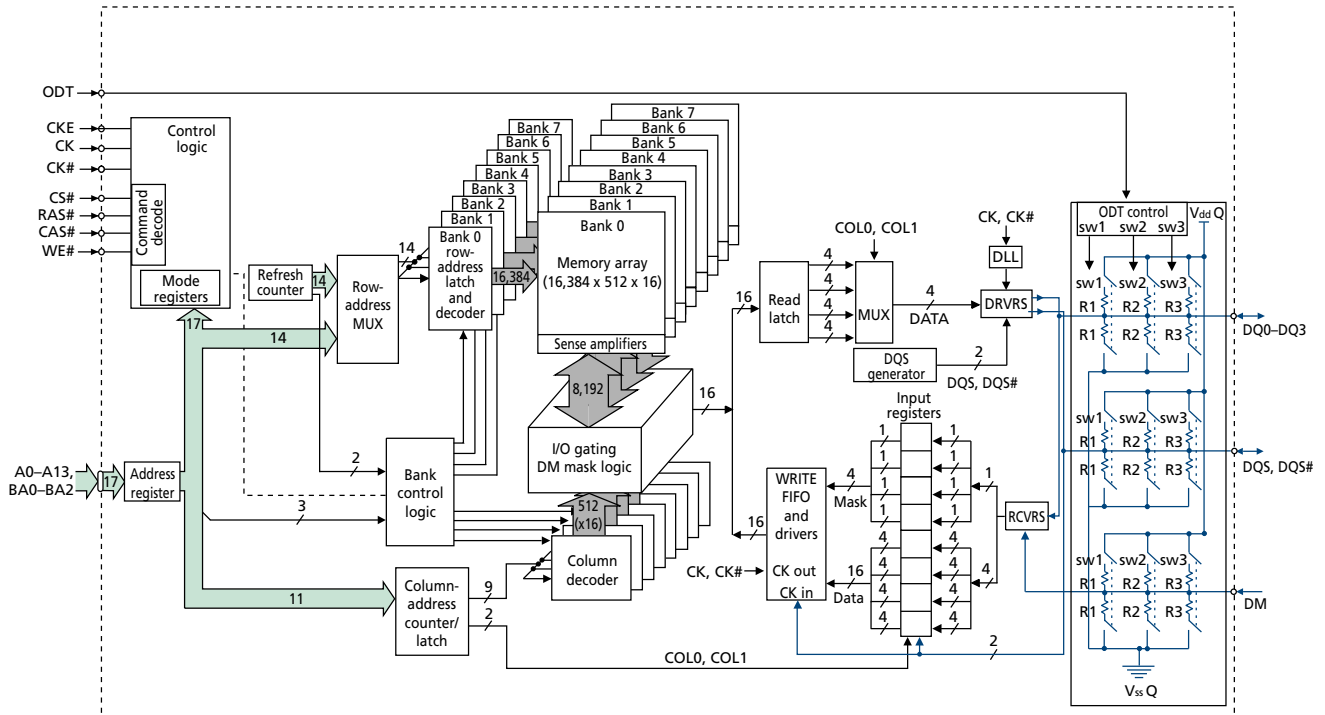 ODT
CKE
CK
CK#
CS#
RAS#
CAS#
WE#
Control
logic
Command
decode
Mode
registers
17
Refresh
counter
14
14
Row-
address
MUX
14
Bank 7
Bank 6
Bank 5
Bank 4
Bank 3
Bank 2
Bank 1
Bank 0
row-
address
latch
and
decoder
16,384
Bank 7
Bank 6
Bank 5
Bank 4
Bank 3
Bank 2
Bank 1
Bank 0
Memory array
(16,384 x 512 x 16)
Sense amplifiers
8,192
I/O gating
DM mask logic
16
512
(x16)
Column
decoder
A0–A13,
BA0–BA2
17
Address
register
2
3
Bank
control
logic
11
Column-
address
counter/
latch
9
2
COL0, COL1
16
Read
latch
4
4
4
4
COL0, COL1
MUX
4
DATA
CK, CK#
DLL
DRVRS
DQS
generator
2
DQS, DQS#
Input
registers
1
1
1
1
4
4
4
4
1
1
1
1
4
4
4
4
1
4
RCVRS
4
Mask
16
Data
WRITE
FIFO
and
drivers
CK out
CK in
16
CK, CK#
2
ODT control
sw1 sw2 sw3
Vdd Q
sw1 sw2 sw3
R1 R2 R3
R1 R2 R3
sw1 sw2 sw3
R1 R2 R3
R1 R2 R3
sw1 sw2 sw3
R1 R2 R3
R1 R2 R3
Vss Q
DQ0–DQ3
DQS, DQS#
DM